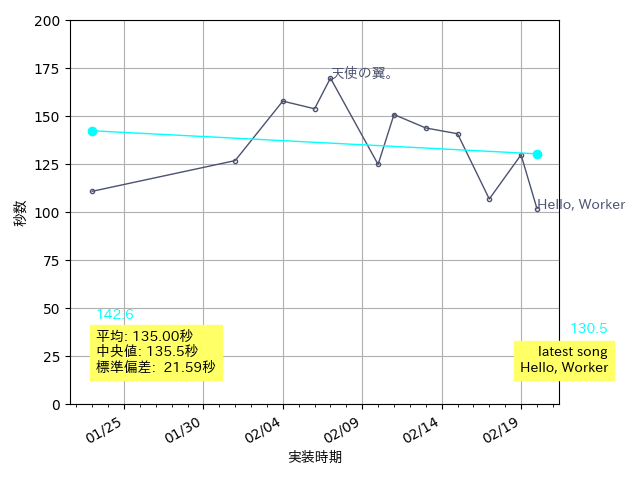 200
175
150
125
100
75
50
25
0
秒数
天使の翼。
Hello, Worker
142.6
平均: 135.00秒
中央値: 135.5秒
標準偏差: 21.59秒
130.5
latest song
Hello, Worker
01/25
01/30
02/04
02/09
02/14
02/19
実装時期